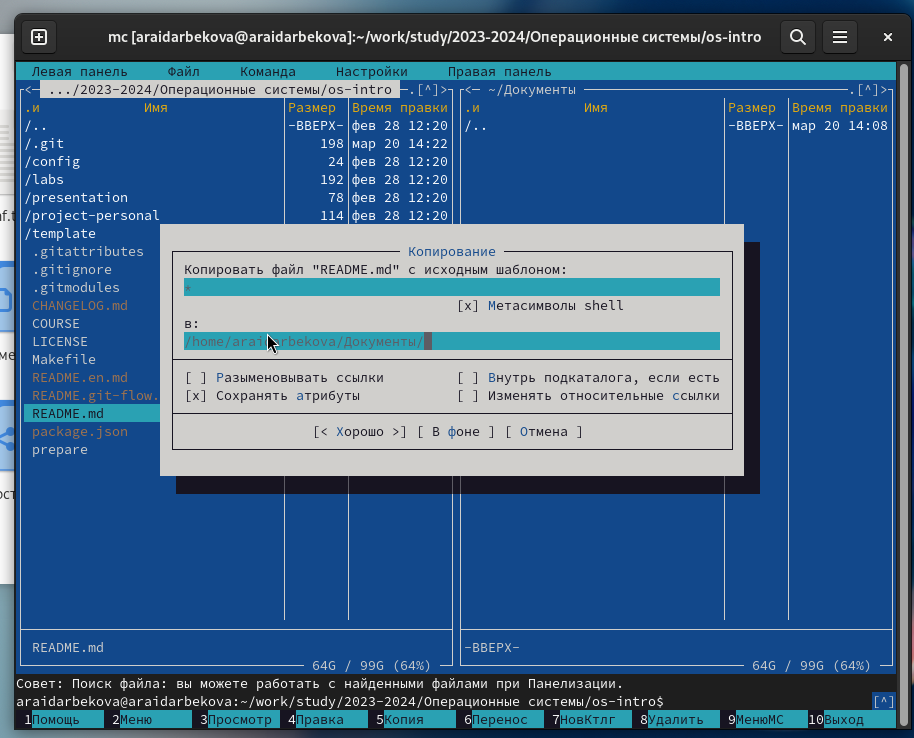 mc [araidarbekova@araidarbekova]:~/work/study/2023-2024/Операционные системы/os-intro
Левая панель Файл Команда Настройки Правая панель
.../2023-2024/Операционные системы/os-intro .[^]> <— ~/Документы .[^]>
.и Имя Размер Время правки .и Имя Размер Время правки
/.. -ВВЕРХ- фев 28 12:20 /.. -ВВЕРХ- мар 20 14:08
/.git 198 мар 20 14:22
/config 24 фев 28 12:20
/labs 192 фев 28 12:20
/presentation 78 фев 28 12:20
/project-personal 114 фев 28 12:20
/template
.gitattributes
.gitignore
.gitmodules
CHANGELOG.md
COURSE
LICENSE
Makefile
README.en.md
README.git-flow.
README.md
package.json
prepare
Копирование
Копировать файл "README.md" с исходным шаблоном:
*
[x] Метасимволы shell
в:
/home/araidarbekova/Документы/
[ ] Разыменовывать ссылки [ ] Внутрь подкаталога, если есть
[x] Сохранять атрибуты [ ] Изменять относительные ссылки
[< Хорошо >] [ В фоне ] [ Отмена ]
README.md -ВВЕРХ-
64G / 99G (64%) 64G / 99G (64%)
Совет: Поиск файла: вы можете работать с найденными файлами при Панелизации.
araidarbekova@araidarbekova:~/work/study/2023-2024/Операционные системы/os-intro$ [^]
1Помощь 2Меню 3Просмотр 4Правка 5Копия 6Перенос 7НовКтлг 8Удалить 9МенюMC 10Выход